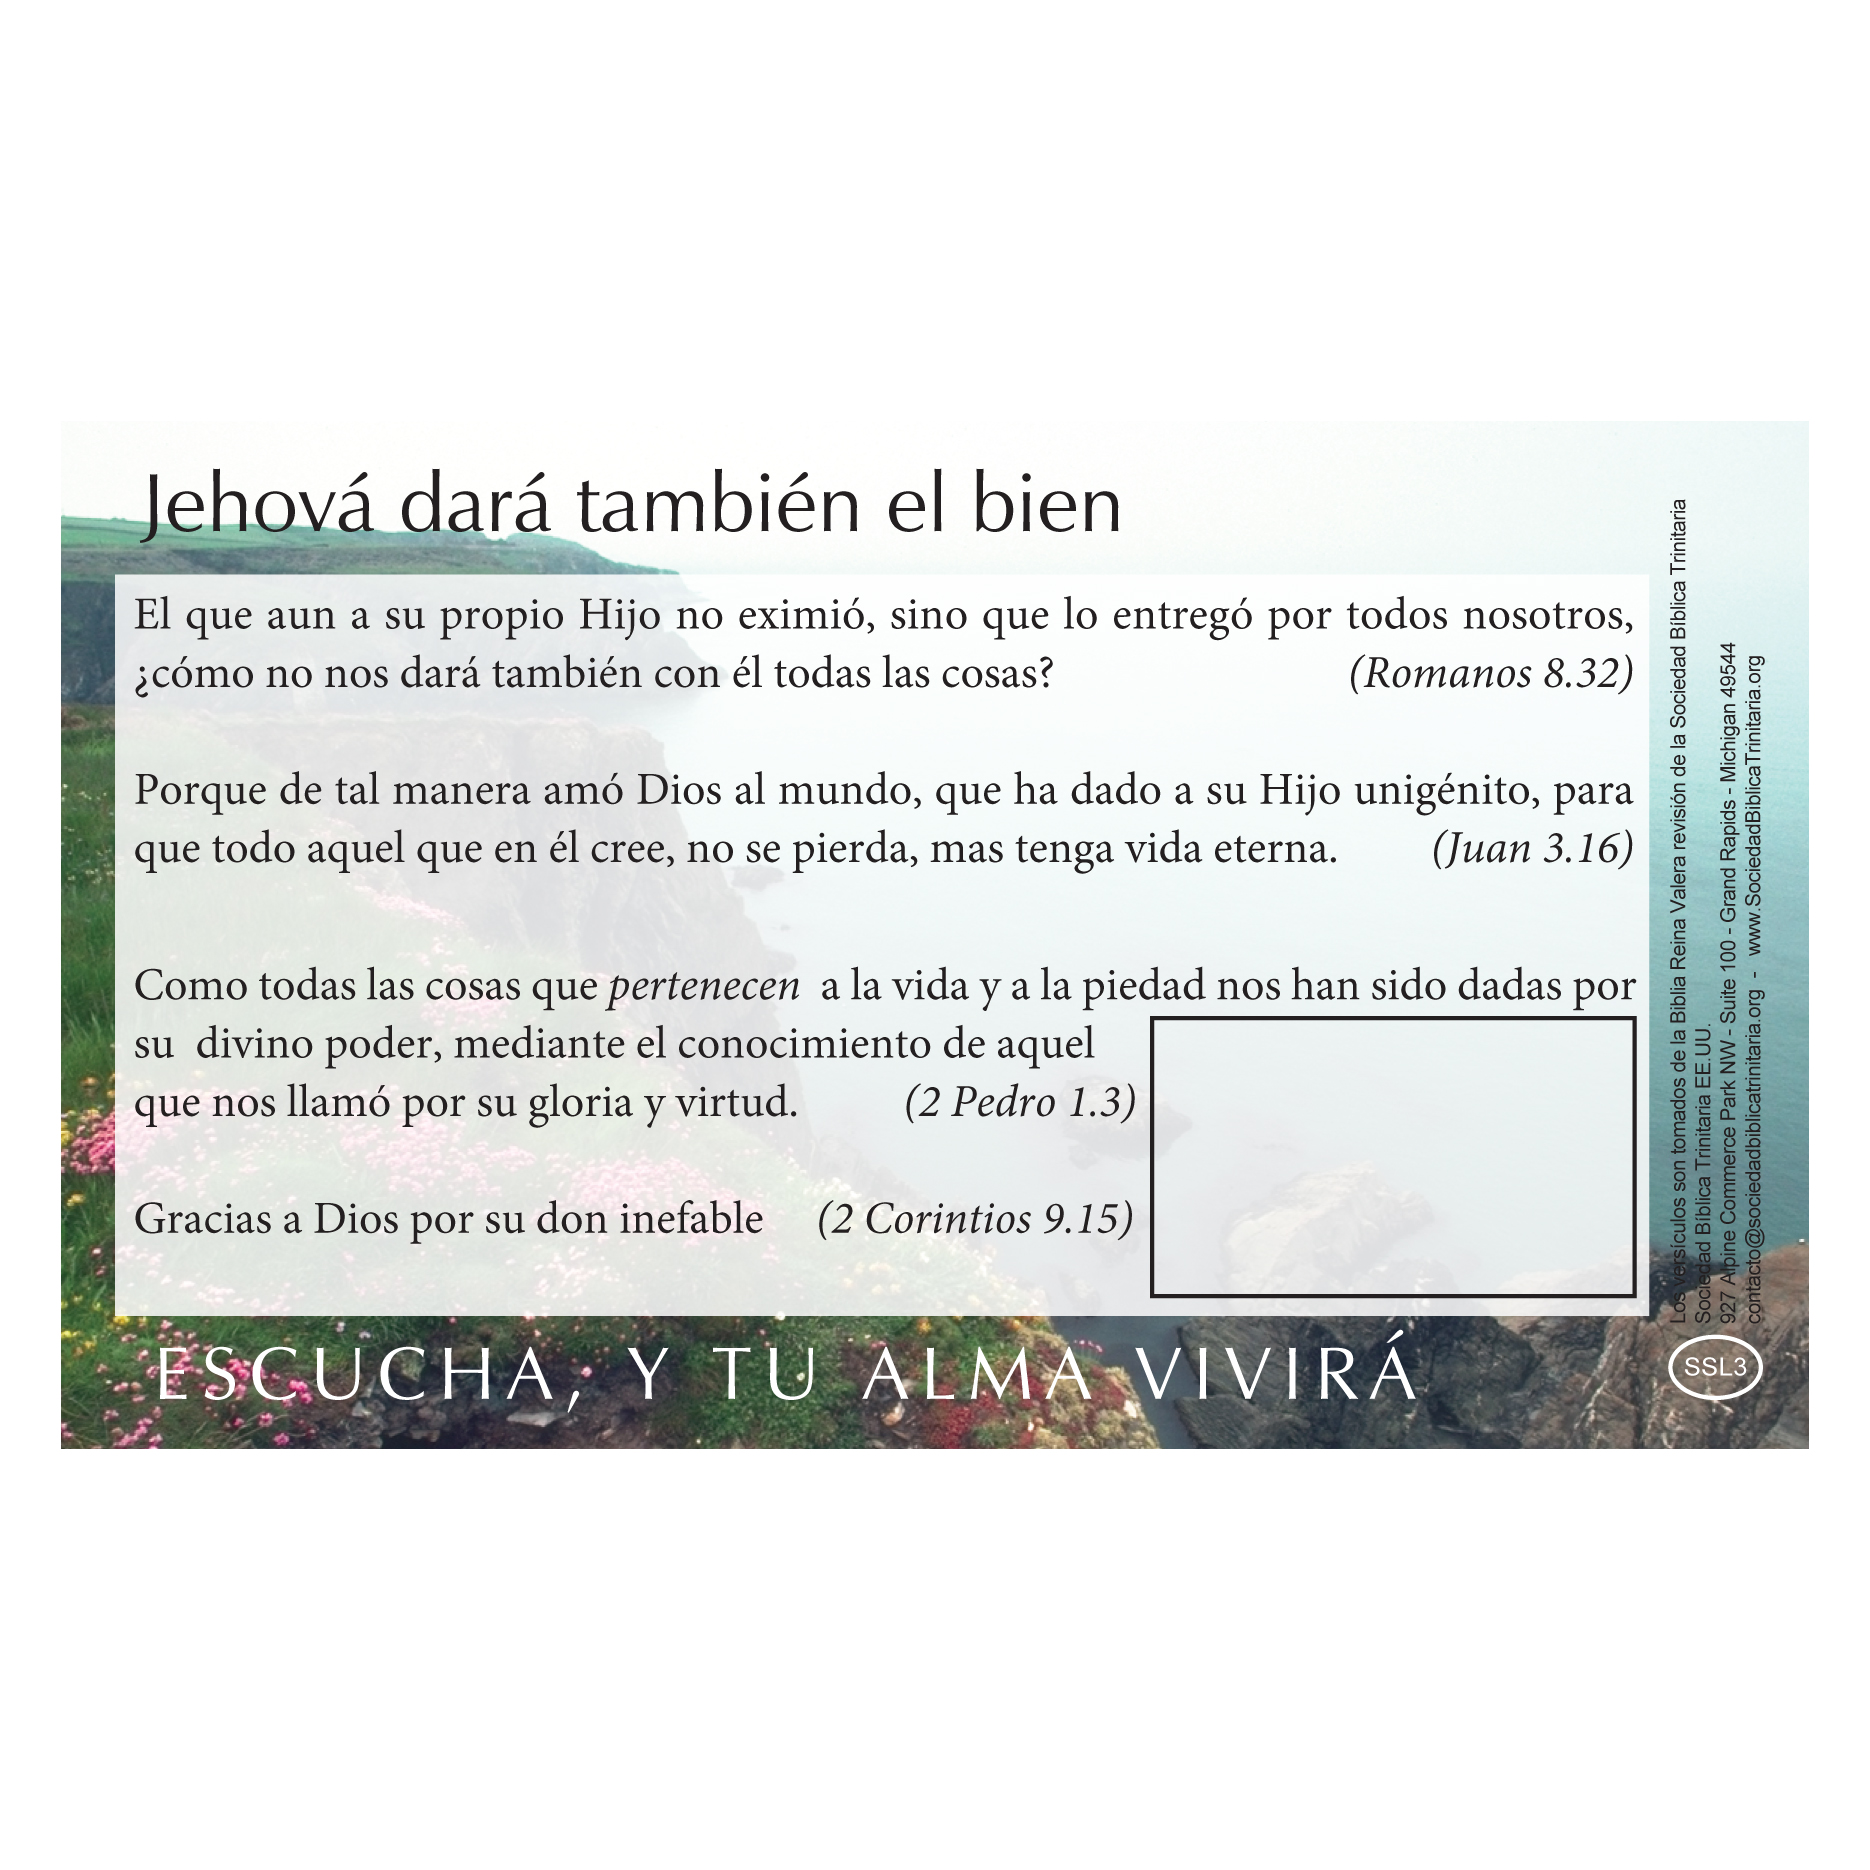 Jehová dará también el bien
El que aun a su propio Hijo no eximió, sino que lo entregó por todos nosotros,
¿cómo no nos dará también con él todas las cosas? (Romanos 8.32)
Porque de tal manera amó Dios al mundo, que ha dado a su Hijo unigénito, para
que todo aquel que en él cree, no se pierda, mas tenga vida eterna. (Juan 3.16)
Como todas las cosas que pertenecen a la vida y a la piedad nos han sido dadas por
su divino poder, mediante el conocimiento de aquel
que nos llamó por su gloria y virtud. (2 Pedro 1.3)
Gracias a Dios por su don inefable (2 Corintios 9.15)
ESCUCHA, Y TU ALMA VIVIRÁ
Los versículos son tomados de la Biblia Reina Valera revisión de la Sociedad Bíblica Trinitaria
Sociedad Bíblica Trinitaria EE.UU.
927 Alpine Commerce Park NW - Suite 100 - Grand Rapids - Michigan 49544
contacto@sociedadbiblicatrinitaria.org - www.SociedadBiblicaTrinitaria.org
SSL3